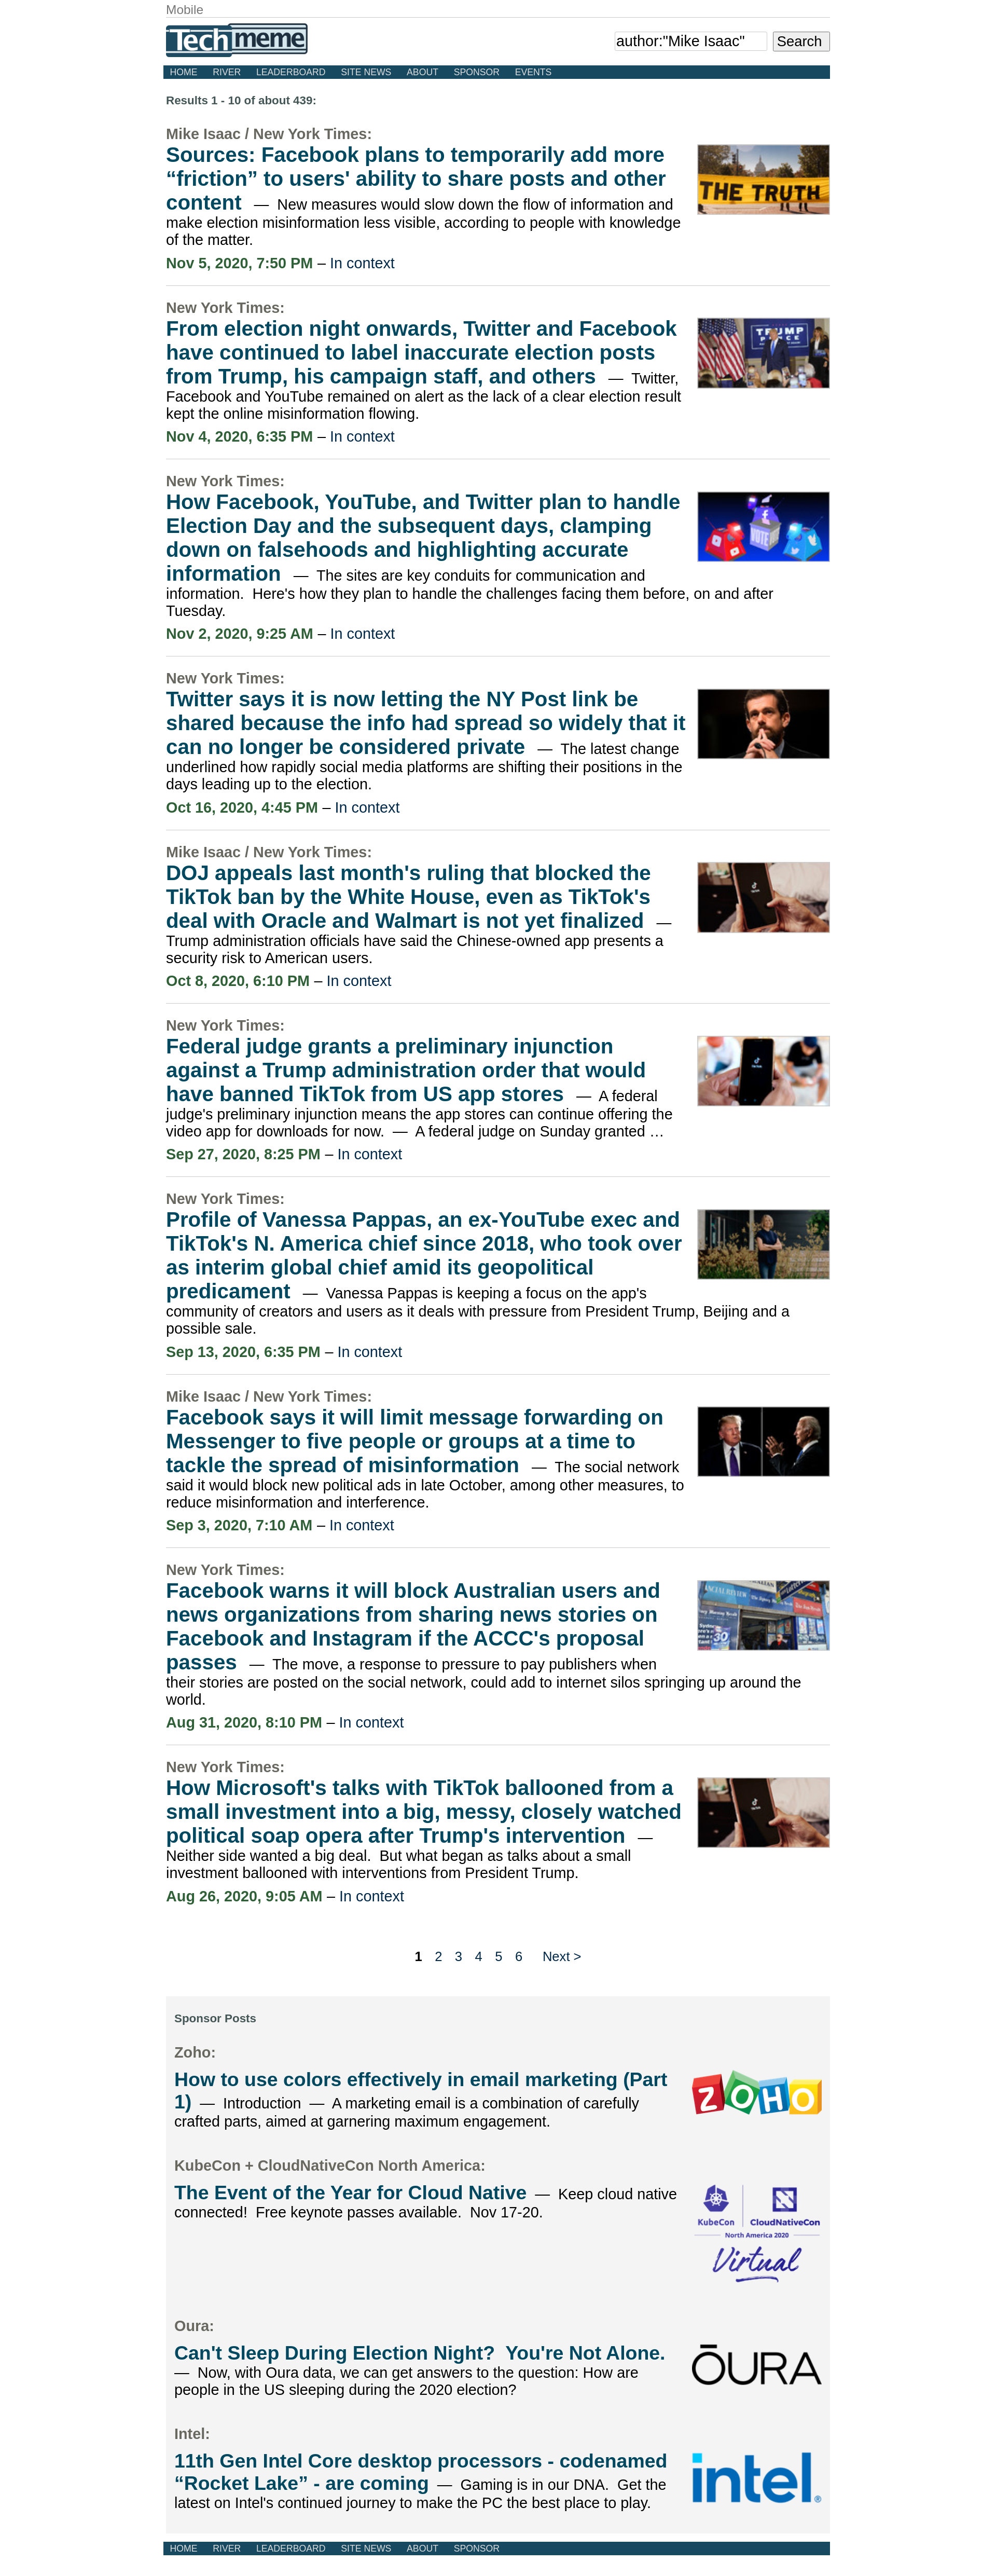 Mobile
Techmeme
author:"Mike Isaac" Search
HOME RIVER LEADERBOARD SITE NEWS ABOUT SPONSOR EVENTS
Results 1 - 10 of about 439:
Mike Isaac / New York Times:
Sources: Facebook plans to temporarily add more
“friction” to users' ability to share posts and other
content — New measures would slow down the flow of information and
make election misinformation less visible, according to people with knowledge
of the matter.
THE TRUTH
Nov 5, 2020, 7:50 PM – In context
New York Times:
From election night onwards, Twitter and Facebook
have continued to label inaccurate election posts
from Trump, his campaign staff, and others — Twitter,
Facebook and YouTube remained on alert as the lack of a clear election result
kept the online misinformation flowing.
TRUMP
Nov 4, 2020, 6:35 PM – In context
New York Times:
How Facebook, YouTube, and Twitter plan to handle
Election Day and the subsequent days, clamping
down on falsehoods and highlighting accurate
information — The sites are key conduits for communication and
information. Here's how they plan to handle the challenges facing them before, on and after
Tuesday.
VOTE
Nov 2, 2020, 9:25 AM – In context
New York Times:
Twitter says it is now letting the NY Post link be
shared because the info had spread so widely that it
can no longer be considered private — The latest change
underlined how rapidly social media platforms are shifting their positions in the
days leading up to the election.
Oct 16, 2020, 4:45 PM – In context
Mike Isaac / New York Times:
DOJ appeals last month's ruling that blocked the
TikTok ban by the White House, even as TikTok's
deal with Oracle and Walmart is not yet finalized —
Trump administration officials have said the Chinese-owned app presents a
security risk to American users.
Oct 8, 2020, 6:10 PM – In context
New York Times:
Federal judge grants a preliminary injunction
against a Trump administration order that would
have banned TikTok from US app stores — A federal
judge's preliminary injunction means the app stores can continue offering the
video app for downloads for now. — A federal judge on Sunday granted …
Sep 27, 2020, 8:25 PM – In context
New York Times:
Profile of Vanessa Pappas, an ex-YouTube exec and
TikTok's N. America chief since 2018, who took over
as interim global chief amid its geopolitical
predicament — Vanessa Pappas is keeping a focus on the app's
community of creators and users as it deals with pressure from President Trump, Beijing and a
possible sale.
Sep 13, 2020, 6:35 PM – In context
Mike Isaac / New York Times:
Facebook says it will limit message forwarding on
Messenger to five people or groups at a time to
tackle the spread of misinformation — The social network
said it would block new political ads in late October, among other measures, to
reduce misinformation and interference.
Sep 3, 2020, 7:10 AM – In context
New York Times:
Facebook warns it will block Australian users and
news organizations from sharing news stories on
Facebook and Instagram if the ACCC's proposal
passes — The move, a response to pressure to pay publishers when
their stories are posted on the social network, could add to internet silos springing up around the
world.
Aug 31, 2020, 8:10 PM – In context
New York Times:
How Microsoft's talks with TikTok ballooned from a
small investment into a big, messy, closely watched
political soap opera after Trump's intervention —
Neither side wanted a big deal. But what began as talks about a small
investment ballooned with interventions from President Trump.
Aug 26, 2020, 9:05 AM – In context
1 2 3 4 5 6 Next >
Sponsor Posts
Zoho:
How to use colors effectively in email marketing (Part
1) — Introduction — A marketing email is a combination of carefully
crafted parts, aimed at garnering maximum engagement.
ZOHO
KubeCon + CloudNativeCon North America:
The Event of the Year for Cloud Native — Keep cloud native
connected! Free keynote passes available. Nov 17-20.
KubeCon CloudNativeCon
North America 2020
Virtual
Oura:
Can't Sleep During Election Night? You're Not Alone.
— Now, with Oura data, we can get answers to the question: How are
people in the US sleeping during the 2020 election?
ŌURA
Intel:
11th Gen Intel Core desktop processors - codenamed
“Rocket Lake” - are coming — Gaming is in our DNA. Get the
latest on Intel's continued journey to make the PC the best place to play.
intel®
HOME RIVER LEADERBOARD SITE NEWS ABOUT SPONSOR